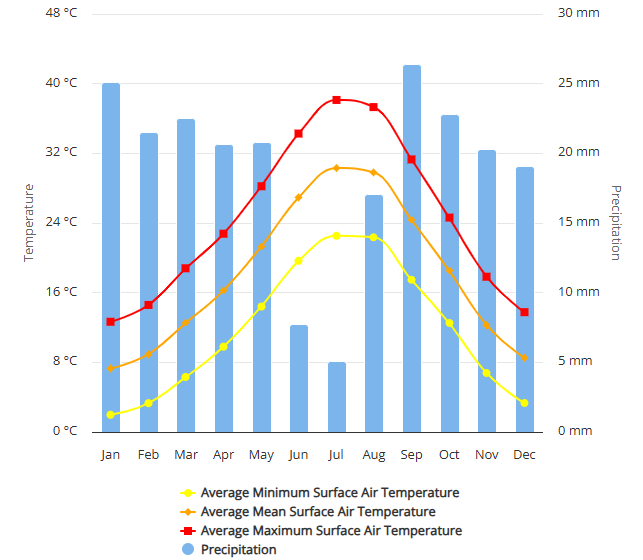 48 °C
30 mm
40 °C
25 mm
32 °C
20 mm
Temperature
24 °C
15 mm
Precipitation
16 °C
10 mm
8 °C
5 mm
0 °C
0 mm
Jan Feb Mar Apr May Jun Jul Aug Sep Oct Nov Dec
Average Minimum Surface Air Temperature
Average Mean Surface Air Temperature
Average Maximum Surface Air Temperature
Precipitation